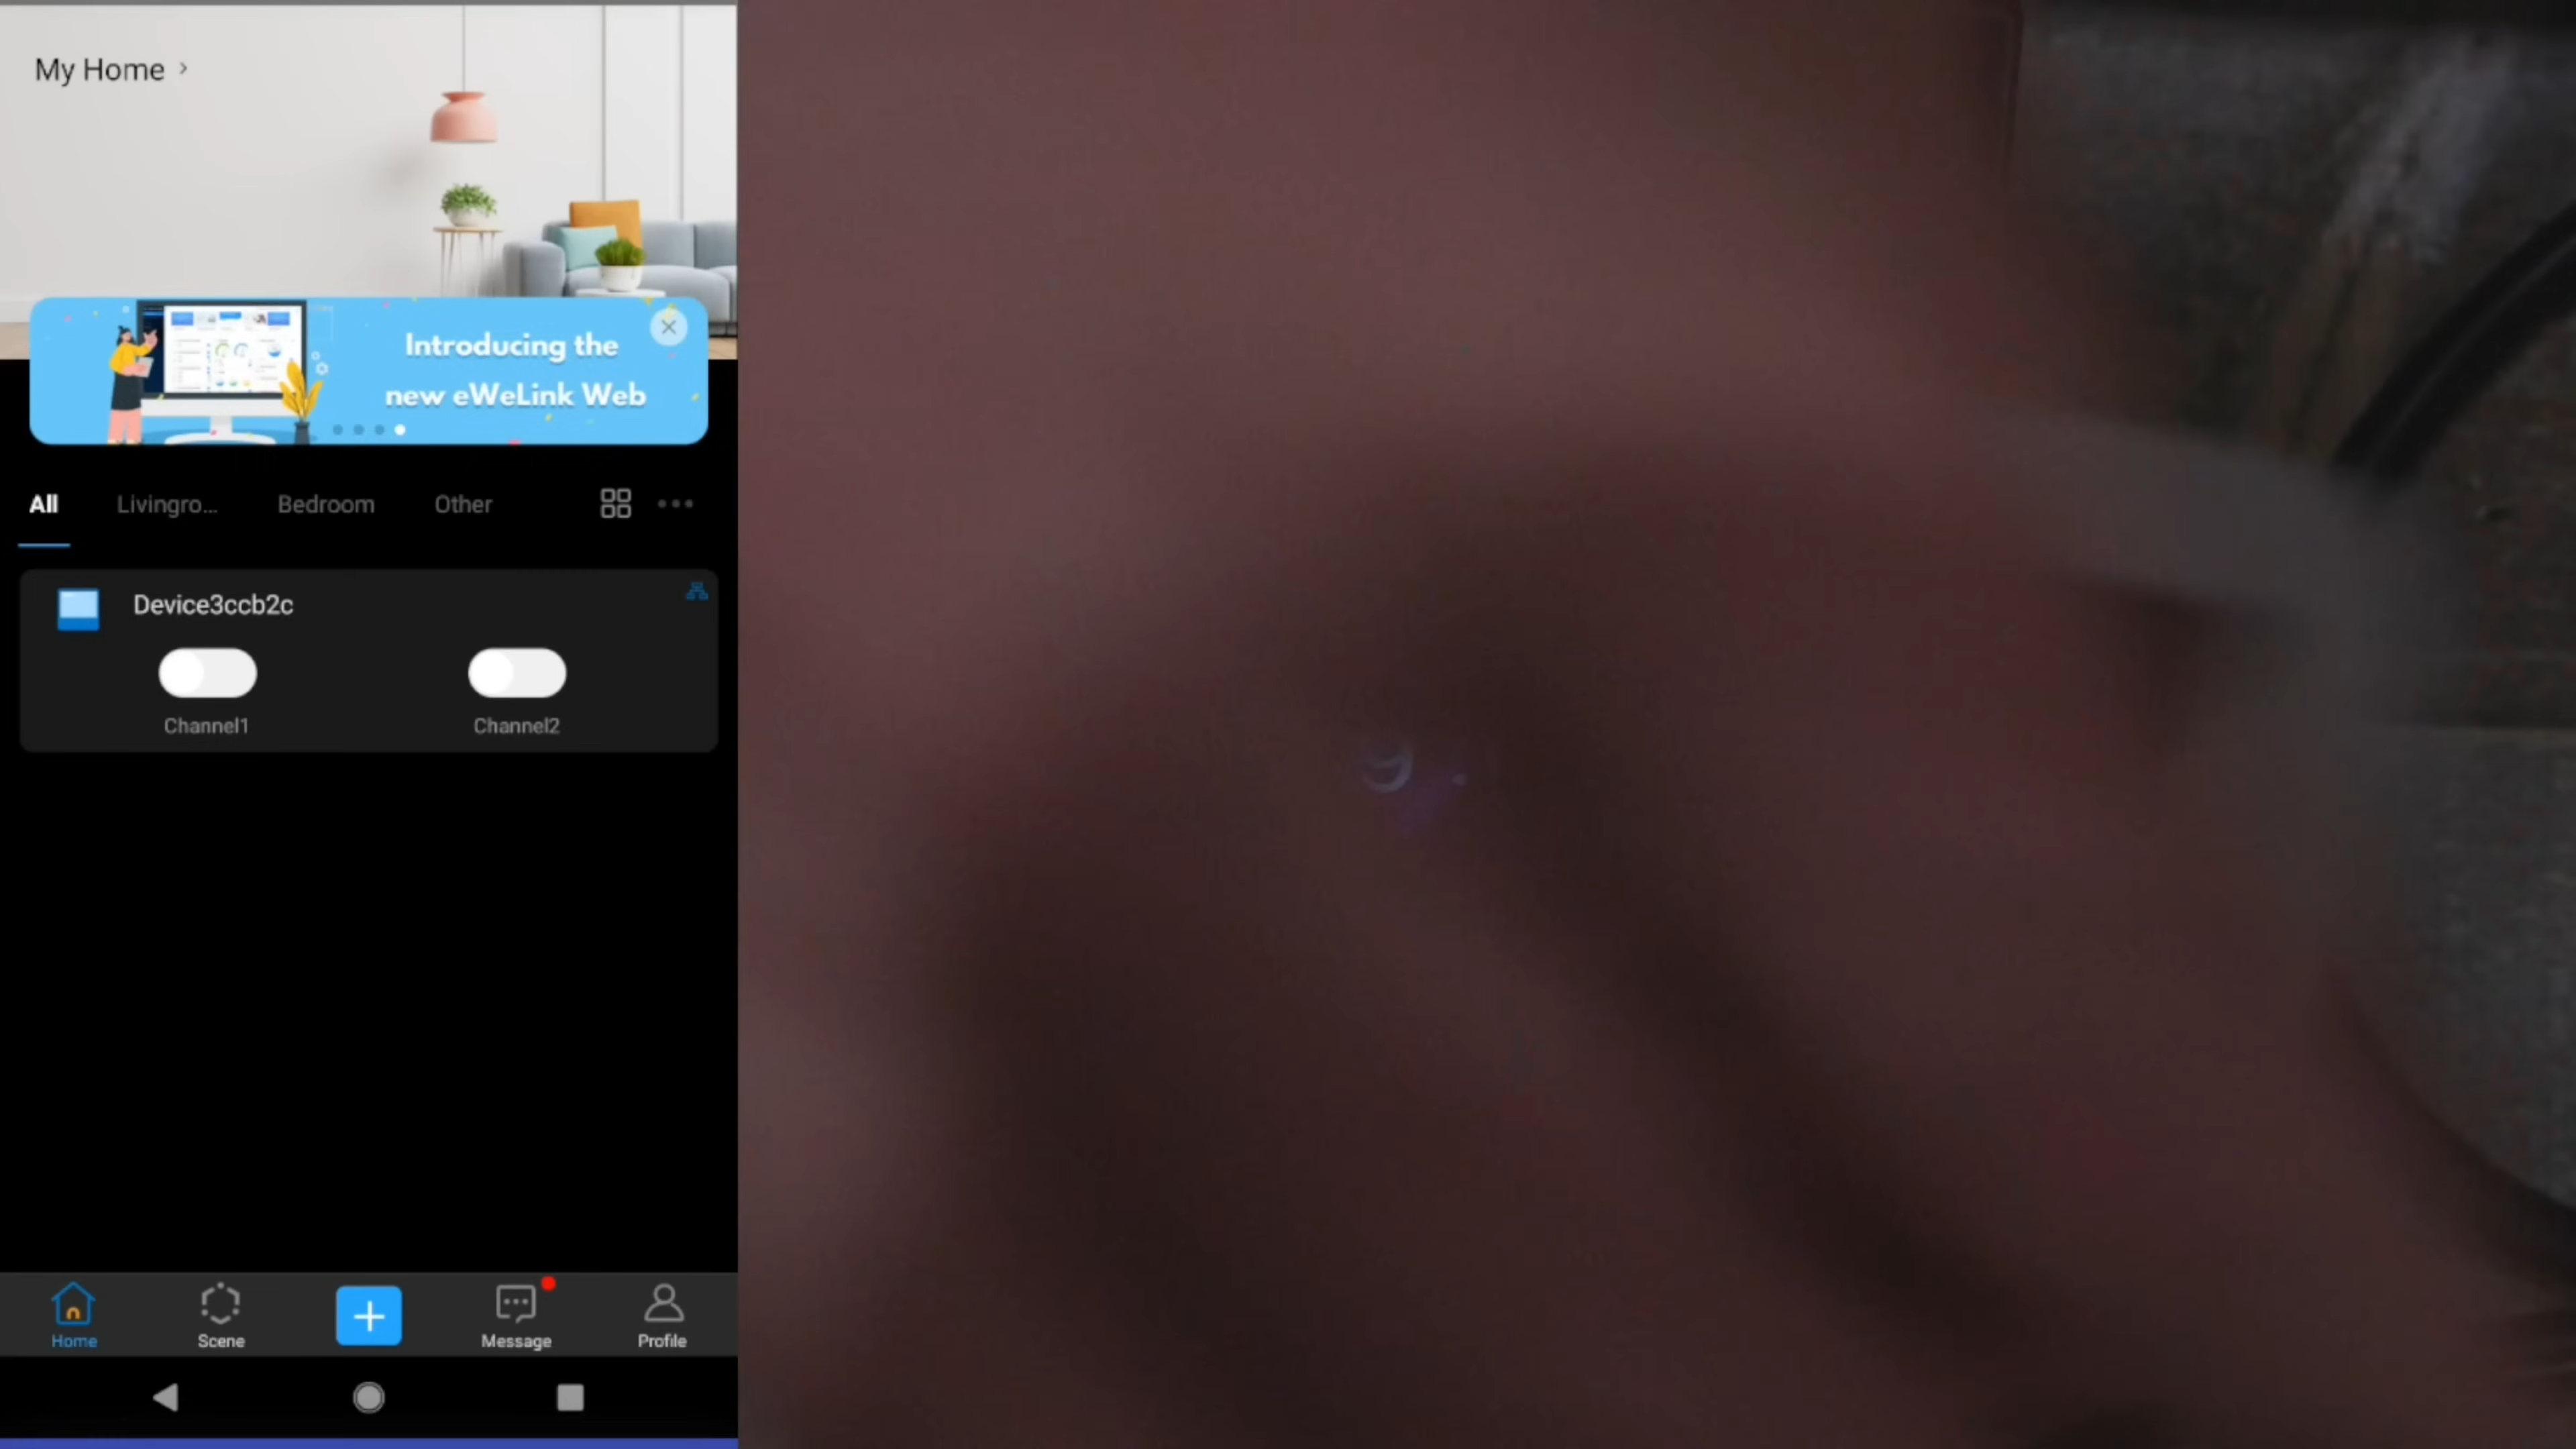 My Home
Introducing the
new eWeLink Web
All Livingro... Bedroom Other
Device3ccb2c
Channel1 Channel2
Home Scene Message Profile